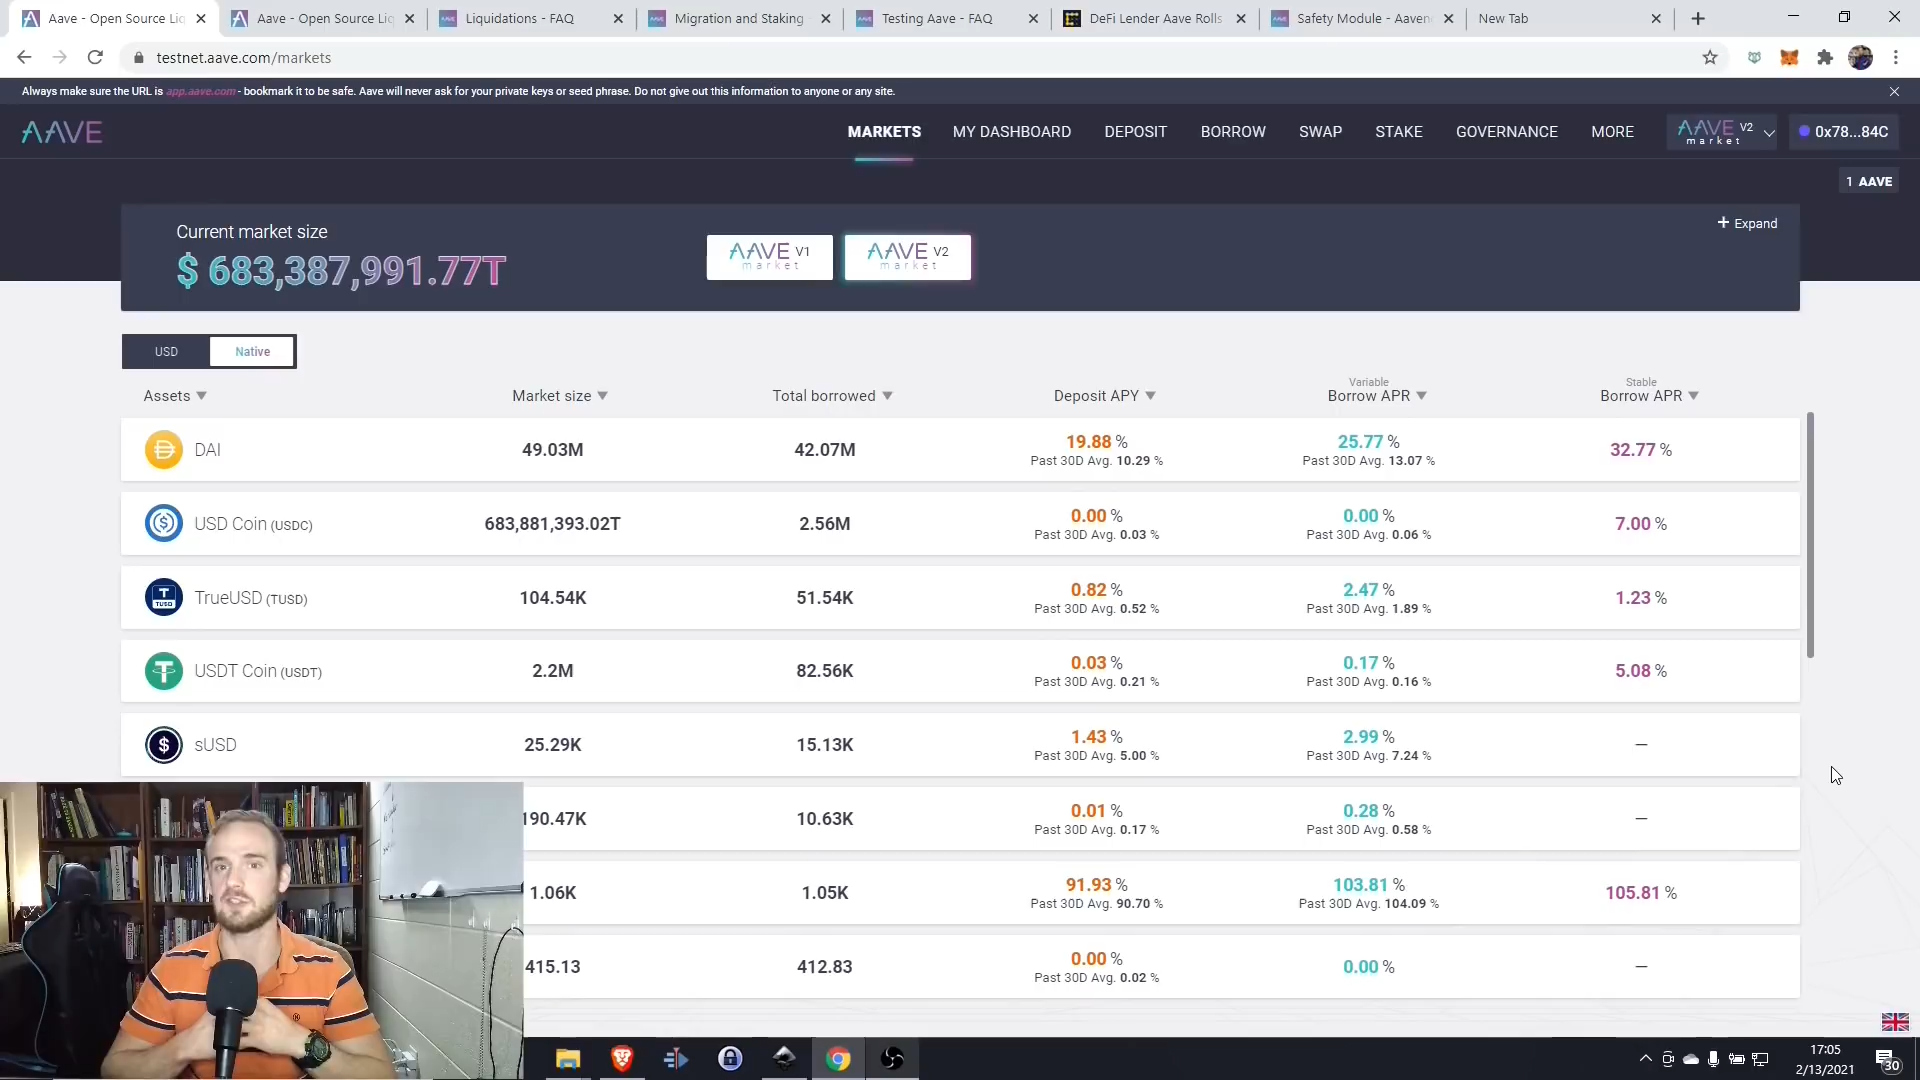 Aave - Open Source Liq
Aave - Open Source Liq
Liquidations - FAQ
Migration and Staking
Testing Aave - FAQ
DeFi Lender Aave Rolls
Safety Module - Aaveno
New Tab
testnet.aave.com/markets
Always make sure the URL is app.aave.com - bookmark it to be safe. Aave will never ask for your private keys or seed phrase. Do not give out this information to anyone or any site.
AAVE
MARKETS
MY DASHBOARD
DEPOSIT
BORROW
SWAP
STAKE
GOVERNANCE
MORE
AAVE V2
market
0x78...84C
1 AAVE
Current market size
$ 683,387,991.77T
AAVE V1
market
AAVE V2
market
+ Expand
USD
Native
Assets
Market size
Total borrowed
Deposit APY
Variable
Borrow APR
Stable
Borrow APR
DAI
49.03M
42.07M
19.88 %
Past 30D Avg. 10.29 %
25.77 %
Past 30D Avg. 13.07 %
32.77 %
USD Coin (USDC)
683,881,393.02T
2.56M
0.00 %
Past 30D Avg. 0.03 %
0.00 %
Past 30D Avg. 0.06 %
7.00 %
T
TUSD
TrueUSD (TUSD)
104.54K
51.54K
0.82 %
Past 30D Avg. 0.52 %
2.47 %
Past 30D Avg. 1.89 %
1.23 %
USDT Coin (USDT)
2.2M
82.56K
0.03 %
Past 30D Avg. 0.21 %
0.17 %
Past 30D Avg. 0.16 %
5.08 %
$
sUSD
25.29K
15.13K
1.43 %
Past 30D Avg. 5.00 %
2.99 %
Past 30D Avg. 7.24 %
—
190.47K
10.63K
0.01 %
Past 30D Avg. 0.17 %
0.28 %
Past 30D Avg. 0.58 %
—
1.06K
1.05K
91.93 %
Past 30D Avg. 90.70 %
103.81 %
Past 30D Avg. 104.09 %
105.81 %
415.13
412.83
0.00 %
Past 30D Avg. 0.02 %
0.00 %
—
17:05
2/13/2021
30